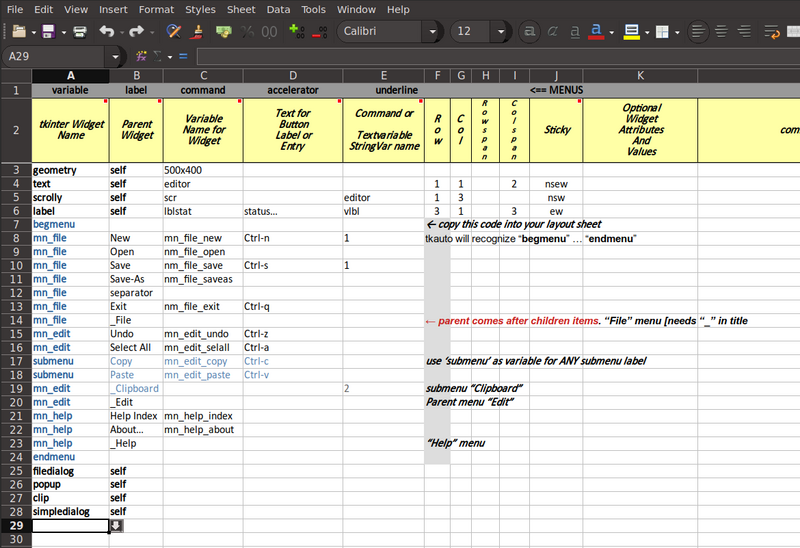 File Edit View Insert Format Styles Sheet Data Tools Window Help
Calibri 12
A29
A B C D E F G H I J K
1 variable label command accelerator underline <== MENUS
2 tkinter Widget Name Parent Widget Variable Name for Widget Text for Button Label or Entry Command or Textvariable StringVar name Row Col Rowspan Colspan Sticky Optional Widget Attributes And Values com
3 geometry self 500x400
4 text self editor 1 1 2 nsew
5 scrolly self scr editor 1 3 nsw
6 label self lblstat status... vlbl 3 1 3 ew
7 begmenu ← copy this code into your layout sheet
8 mn_file New mn_file_new Ctrl-n 1 tkauto will recognize “begmenu” … “endmenu”
9 mn_file Open mn_file_open
10 mn_file Save mn_file_save Ctrl-s 1
11 mn_file Save-As nm_file_saveas
12 mn_file separator
13 mn_file Exit nm_file_exit Ctrl-q
14 mn_file _File ← parent comes after children items. “File” menu [needs “_” in title
15 mn_edit Undo mn_edit_undo Ctrl-z
16 mn_edit Select All mn_edit_selall Ctrl-a
17 submenu Copy mn_edit_copy Ctrl-c use ‘submenu’ as variable for ANY submenu label
18 submenu Paste mn_edit_paste Ctrl-v
19 mn_edit _Clipboard 2 submenu “Clipboard”
20 mn_edit _Edit Parent menu “Edit”
21 mn_help Help Index mn_help_index
22 mn_help About... mn_help_about
23 mn_help _Help “Help” menu
24 endmenu
25 filedialog self
26 popup self
27 clip self
28 simpledialog self
29
30